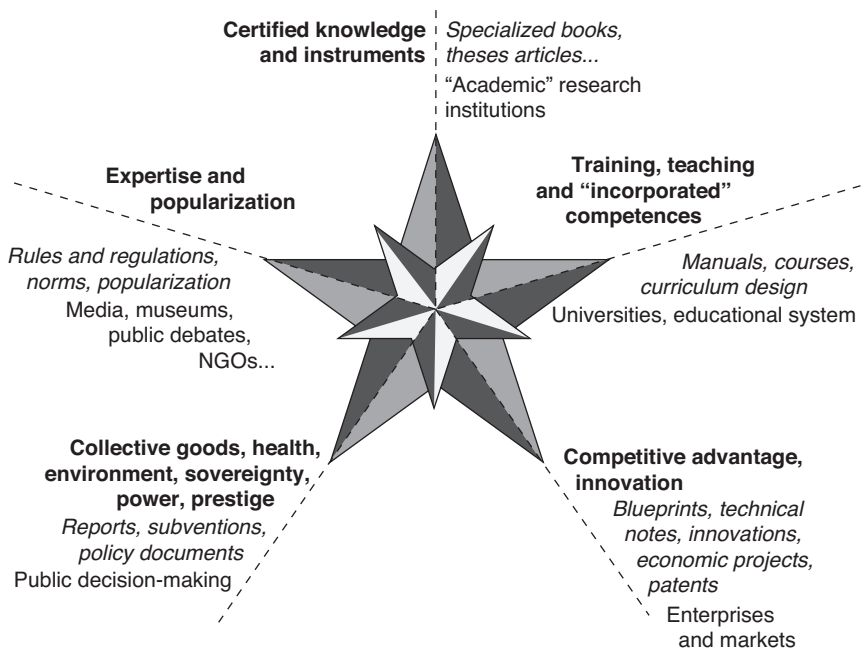 Certified knowledge
and instruments
Specialized books,
theses articles...
“Academic” research
institutions
Expertise and
popularization
Rules and regulations,
norms, popularization
Media, museums,
public debates,
NGOs...
Training, teaching
and “incorporated”
competences
Manuals, courses,
curriculum design
Universities, educational system
Collective goods, health,
environment, sovereignty,
power, prestige
Reports, subventions,
policy documents
Public decision-making
Competitive advantage,
innovation
Blueprints, technical
notes, innovations,
economic projects,
patents
Enterprises
and markets